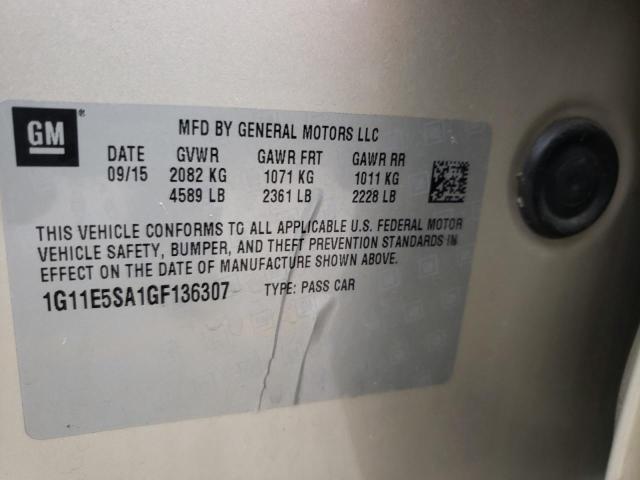 GM
MFD BY GENERAL MOTORS LLC
DATE GVWR GAWR FRT GAWR RR
09/15 2082 KG 1071 KG 1011 KG
4589 LB 2361 LB 2228 LB
THIS VEHICLE CONFORMS TO ALL APPLICABLE U.S. FEDERAL MOTOR
VEHICLE SAFETY, BUMPER, AND THEFT PREVENTION STANDARDS IN
EFFECT ON THE DATE OF MANUFACTURE SHOWN ABOVE.
1G11E5SA1GF136307 TYPE: PASS CAR